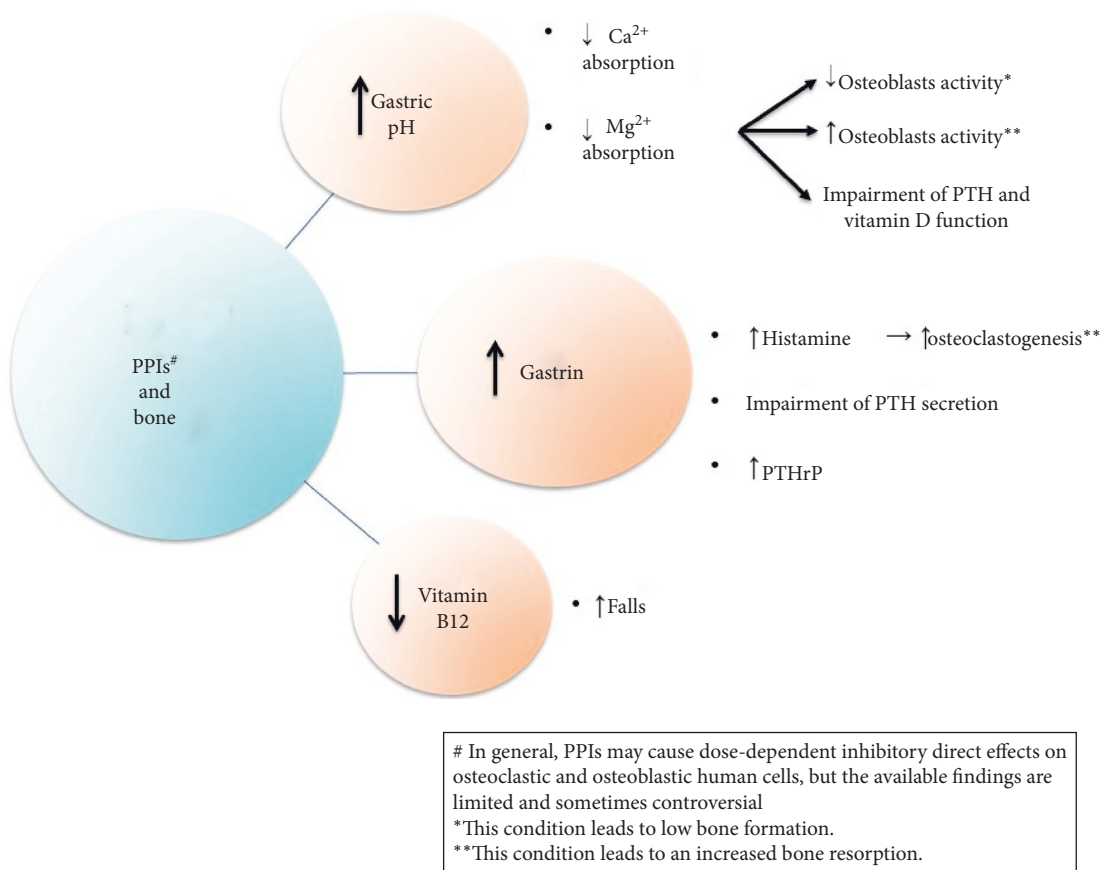 • ↓ Ca²⁺
absorption
↑ Gastric
pH
• ↓ Mg²⁺
absorption
↓Osteoblasts activity*
↑Osteoblasts activity**
Impairment of PTH and
vitamin D function
PPIs#
and
bone
↑ Gastrin
• ↑Histamine → ↑osteoclastogenesis**
• Impairment of PTH secretion
• ↑PTHrP
↓ Vitamin
B12
• ↑Falls
# In general, PPIs may cause dose-dependent inhibitory direct effects on
osteoclastic and osteoblastic human cells, but the available findings are
limited and sometimes controversial
*This condition leads to low bone formation.
**This condition leads to an increased bone resorption.